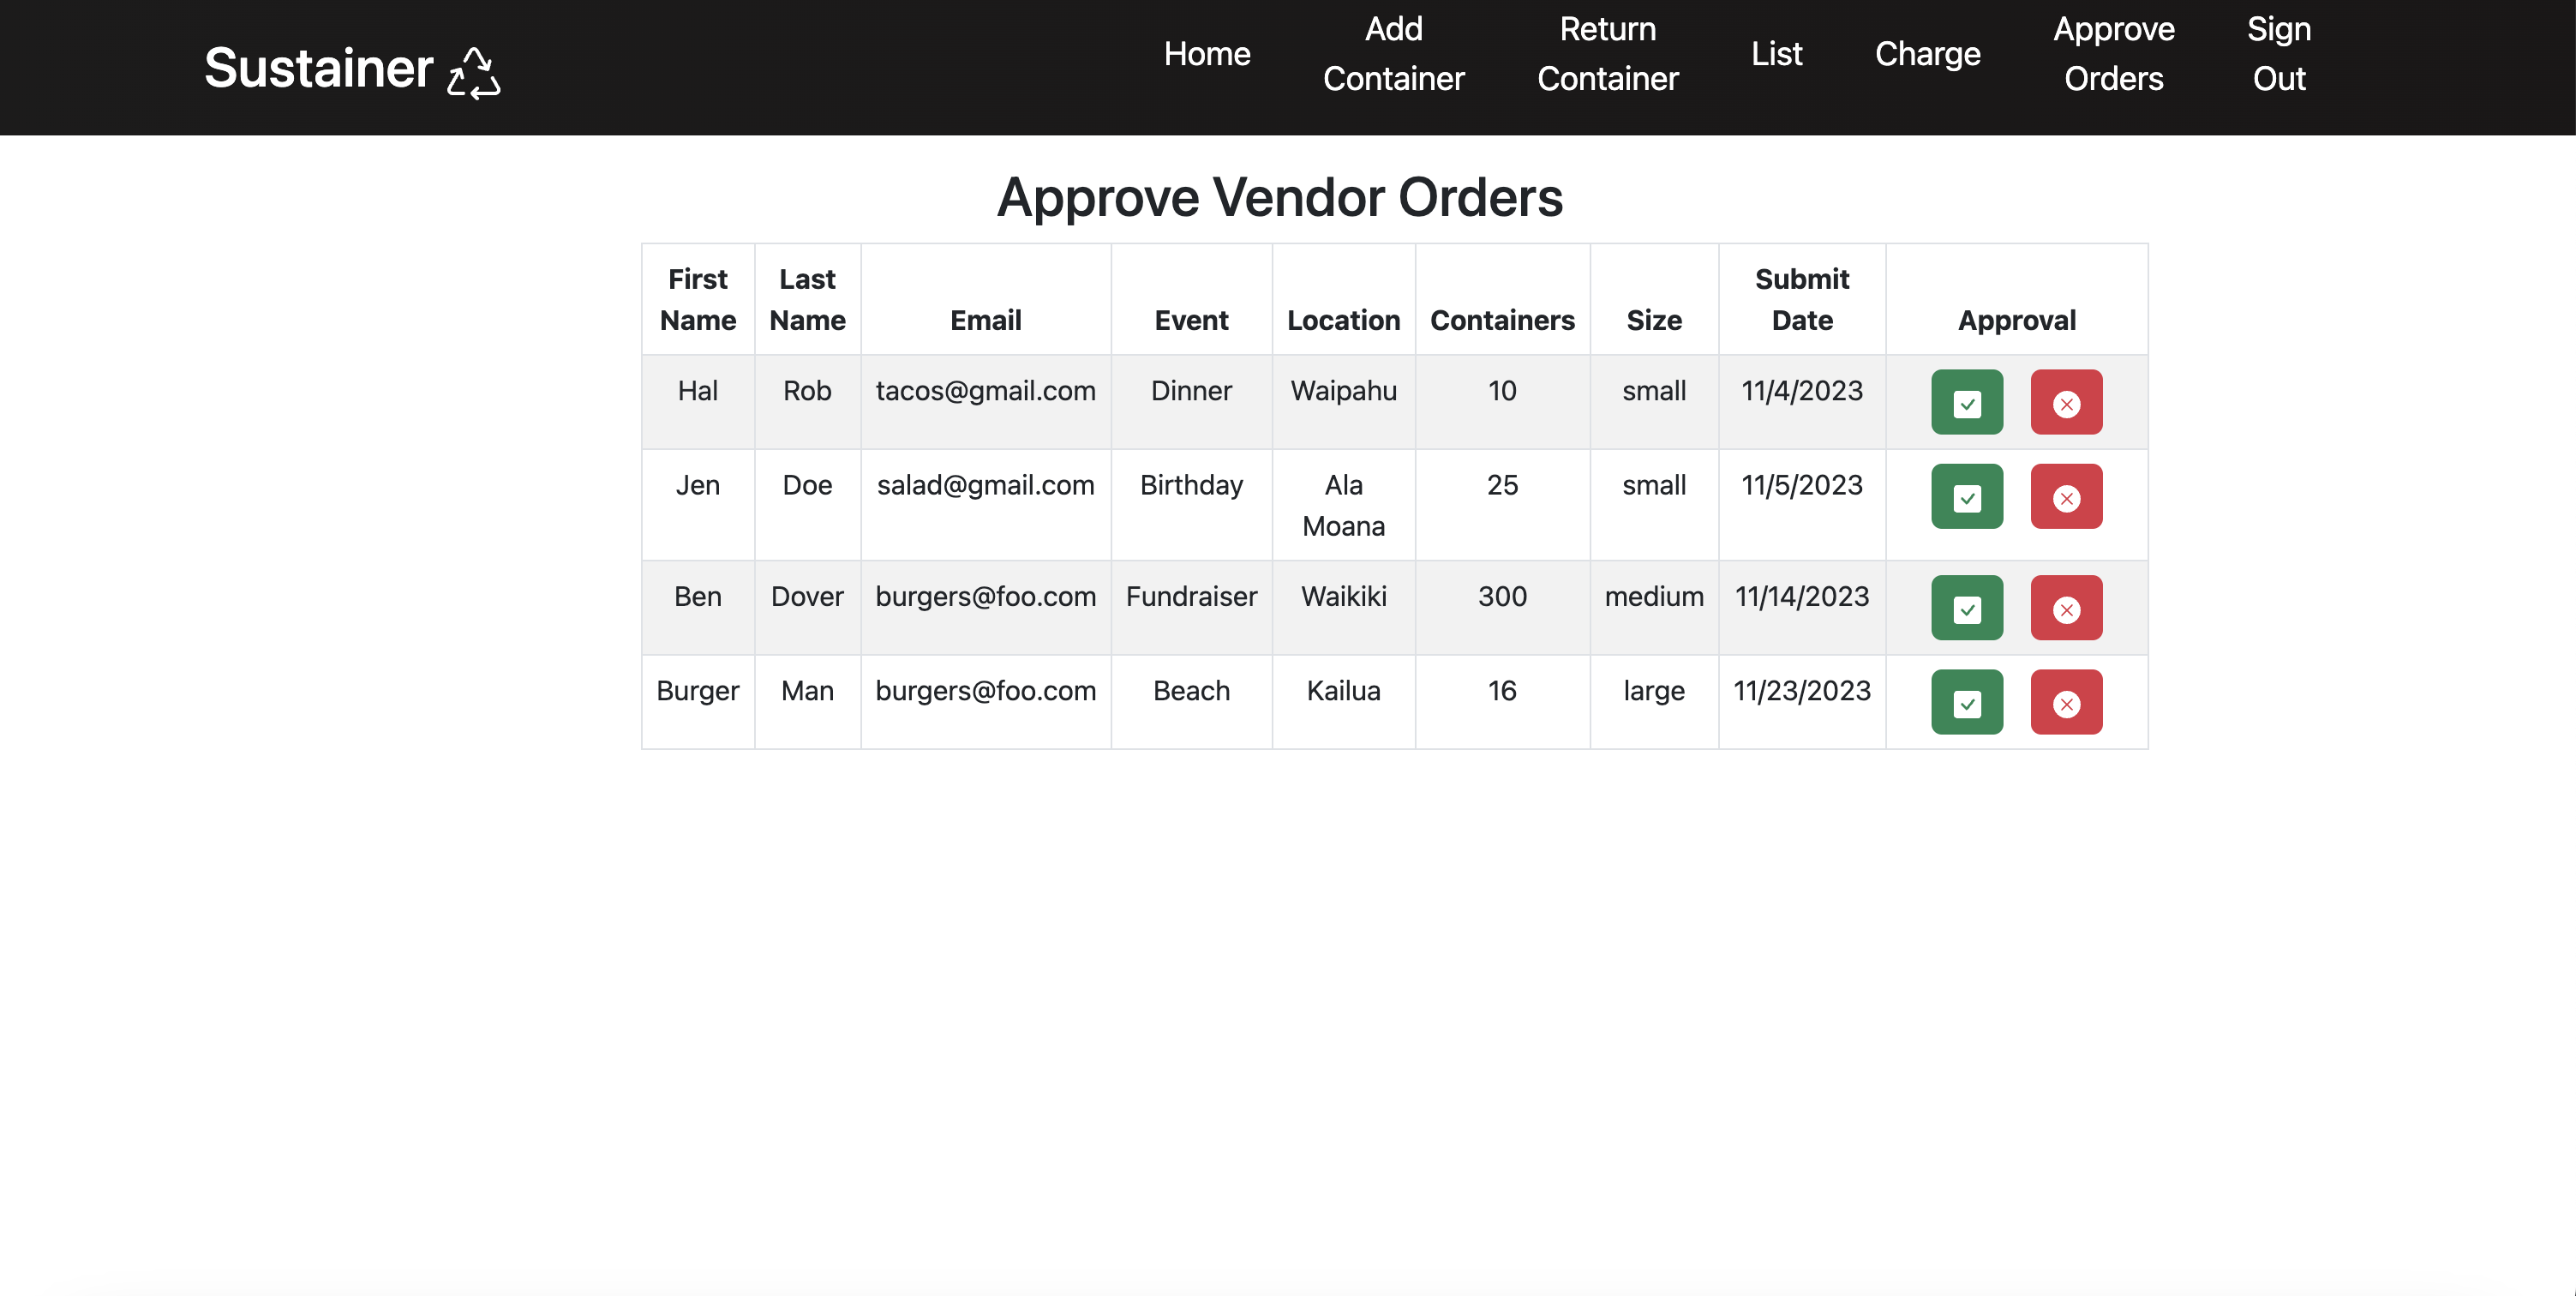 Sustainer
Home
Add
Container
Return
Container
List
Charge
Approve
Orders
Sign
Out
Approve Vendor Orders
First
Name
Last
Name
Email
Event
Location
Containers
Size
Submit
Date
Approval
Hal Rob tacos@gmail.com Dinner Waipahu 10 small 11/4/2023
Jen Doe salad@gmail.com Birthday Ala
Moana
25 small 11/5/2023
Ben Dover burgers@foo.com Fundraiser Waikiki 300 medium 11/14/2023
Burger Man burgers@foo.com Beach Kailua 16 large 11/23/2023